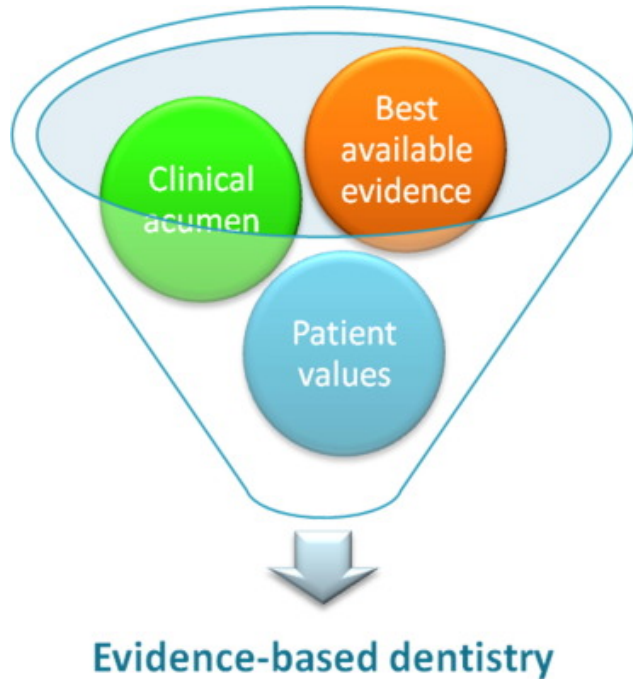 Best
available
evidence
Clinical
acumen
Patient
values
Evidence-based dentistry